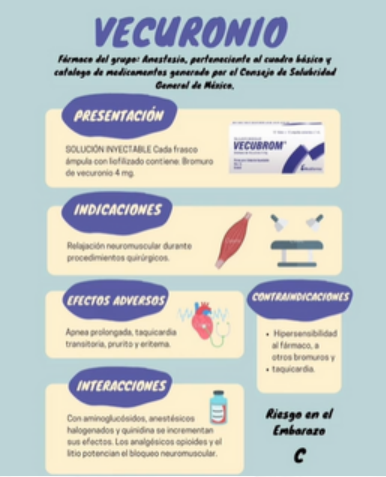 VECURONIO
Fármaco del grupo: Anestesia, perteneciente al cuadro básico y
catalogo de medicamentos generado por el Consejo de Salubridad
General de México.
PRESENTACIÓN
SOLUCIÓN INYECTABLE Cada frasco
ámpula con liofilizado contiene: Bromuro
de vecuronio 4 mg.
VECUBROM
INDICACIONES
Relajación neuromuscular durante
procedimientos quirúrgicos.
EFECTOS ADVERSOS
Apnea prolongada, taquicardia
transitoria, prurito y eritema.
CONTRAINDICACIONES
• Hipersensibilidad
al fármaco, a
otros bromuros y
• taquicardia.
INTERACCIONES
Con aminoglucósidos, anestésicos
halogenados y quinidina se incrementan
sus efectos. Los analgésicos opioides y el
litio potencian el bloqueo neuromuscular.
Riesgo en el
Embarazo
C